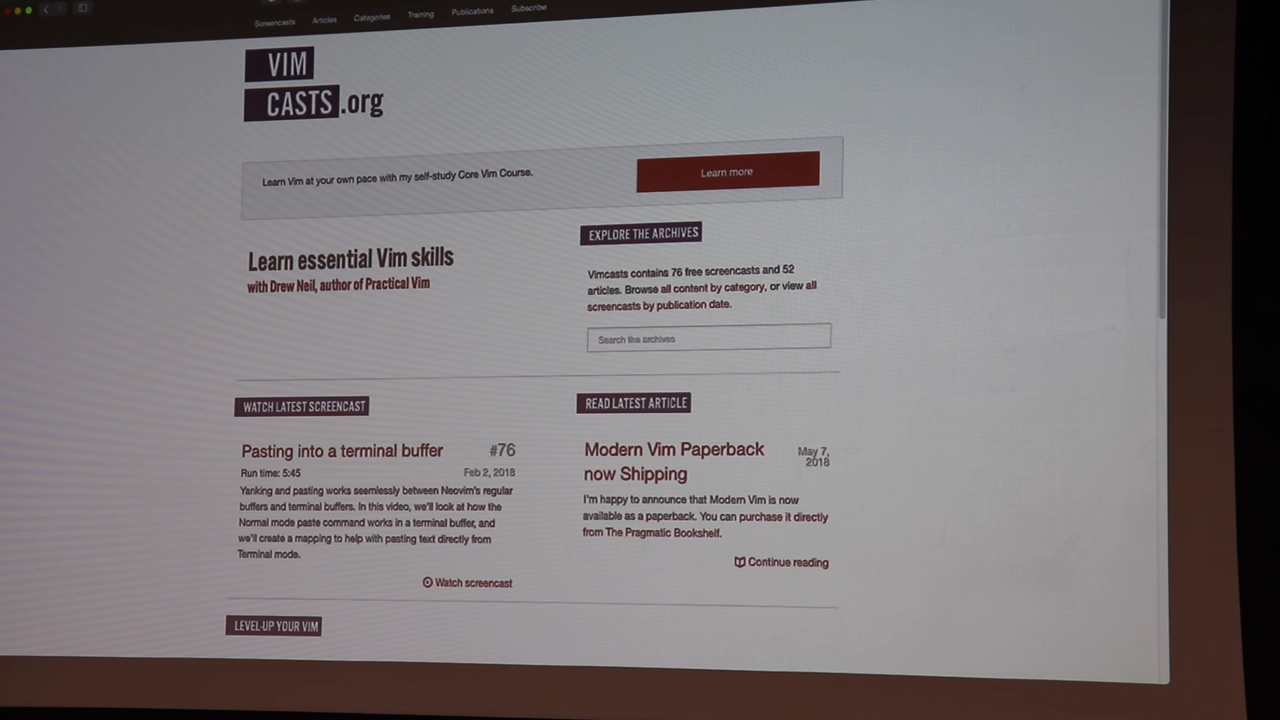 Screencasts Articles Categories Training Publications Subscribe
VIM
CASTS.org
Learn Vim at your own pace with my self-study Core Vim Course.
Learn more
Learn essential Vim skills
with Drew Neil, author of Practical Vim
EXPLORE THE ARCHIVES
Vimcasts contains 76 free screencasts and 52
articles. Browse all content by category, or view all
screencasts by publication date.
Search the archives
WATCH LATEST SCREENCAST
Pasting into a terminal buffer #76
Run time: 5:45 Feb 2, 2018
Yanking and pasting works seemlessly between Neovim's regular
buffers and terminal buffers. In this video, we'll look at how the
Normal mode paste command works in a terminal buffer, and
we'll create a mapping to help with pasting text directly from
Terminal mode.
Watch screencast
READ LATEST ARTICLE
Modern Vim Paperback
now Shipping
May 7,
2018
I'm happy to announce that Modern Vim is now
available as a paperback. You can purchase it directly
from The Pragmatic Bookshelf.
Continue reading
LEVEL-UP YOUR VIM